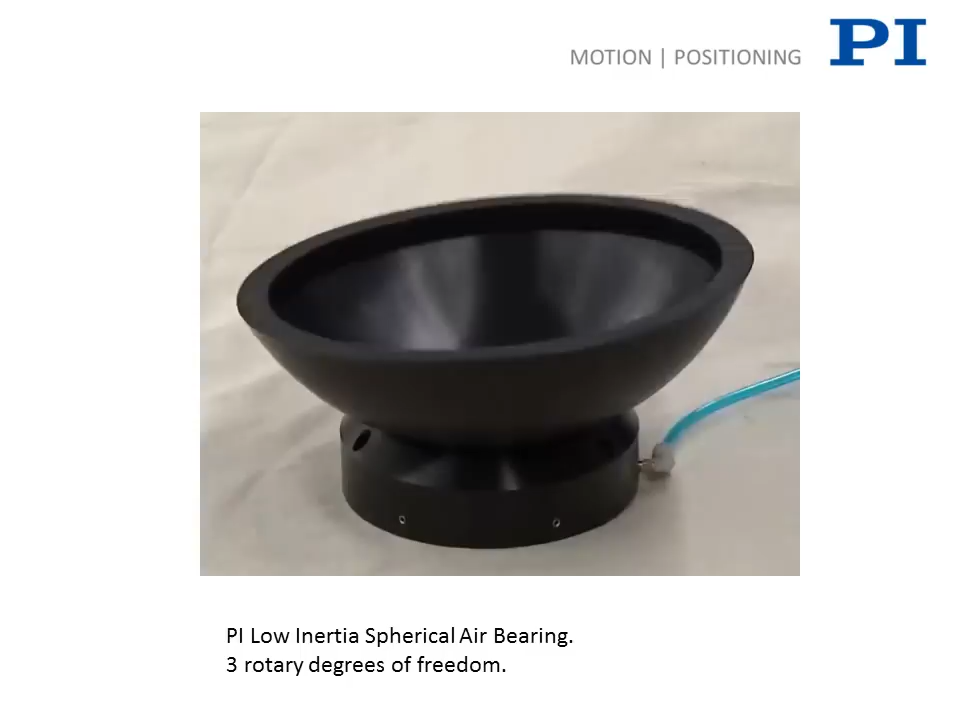 MOTION | POSITIONING
PI
PI Low Inertia Spherical Air Bearing.
3 rotary degrees of freedom.